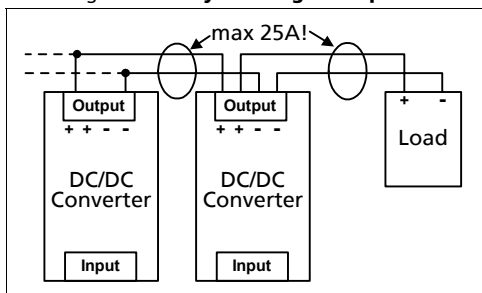 max 25A!
Output
+ + - -
DC/DC
Converter
Input
Output
+ + - -
DC/DC
Converter
Input
+ -
Load